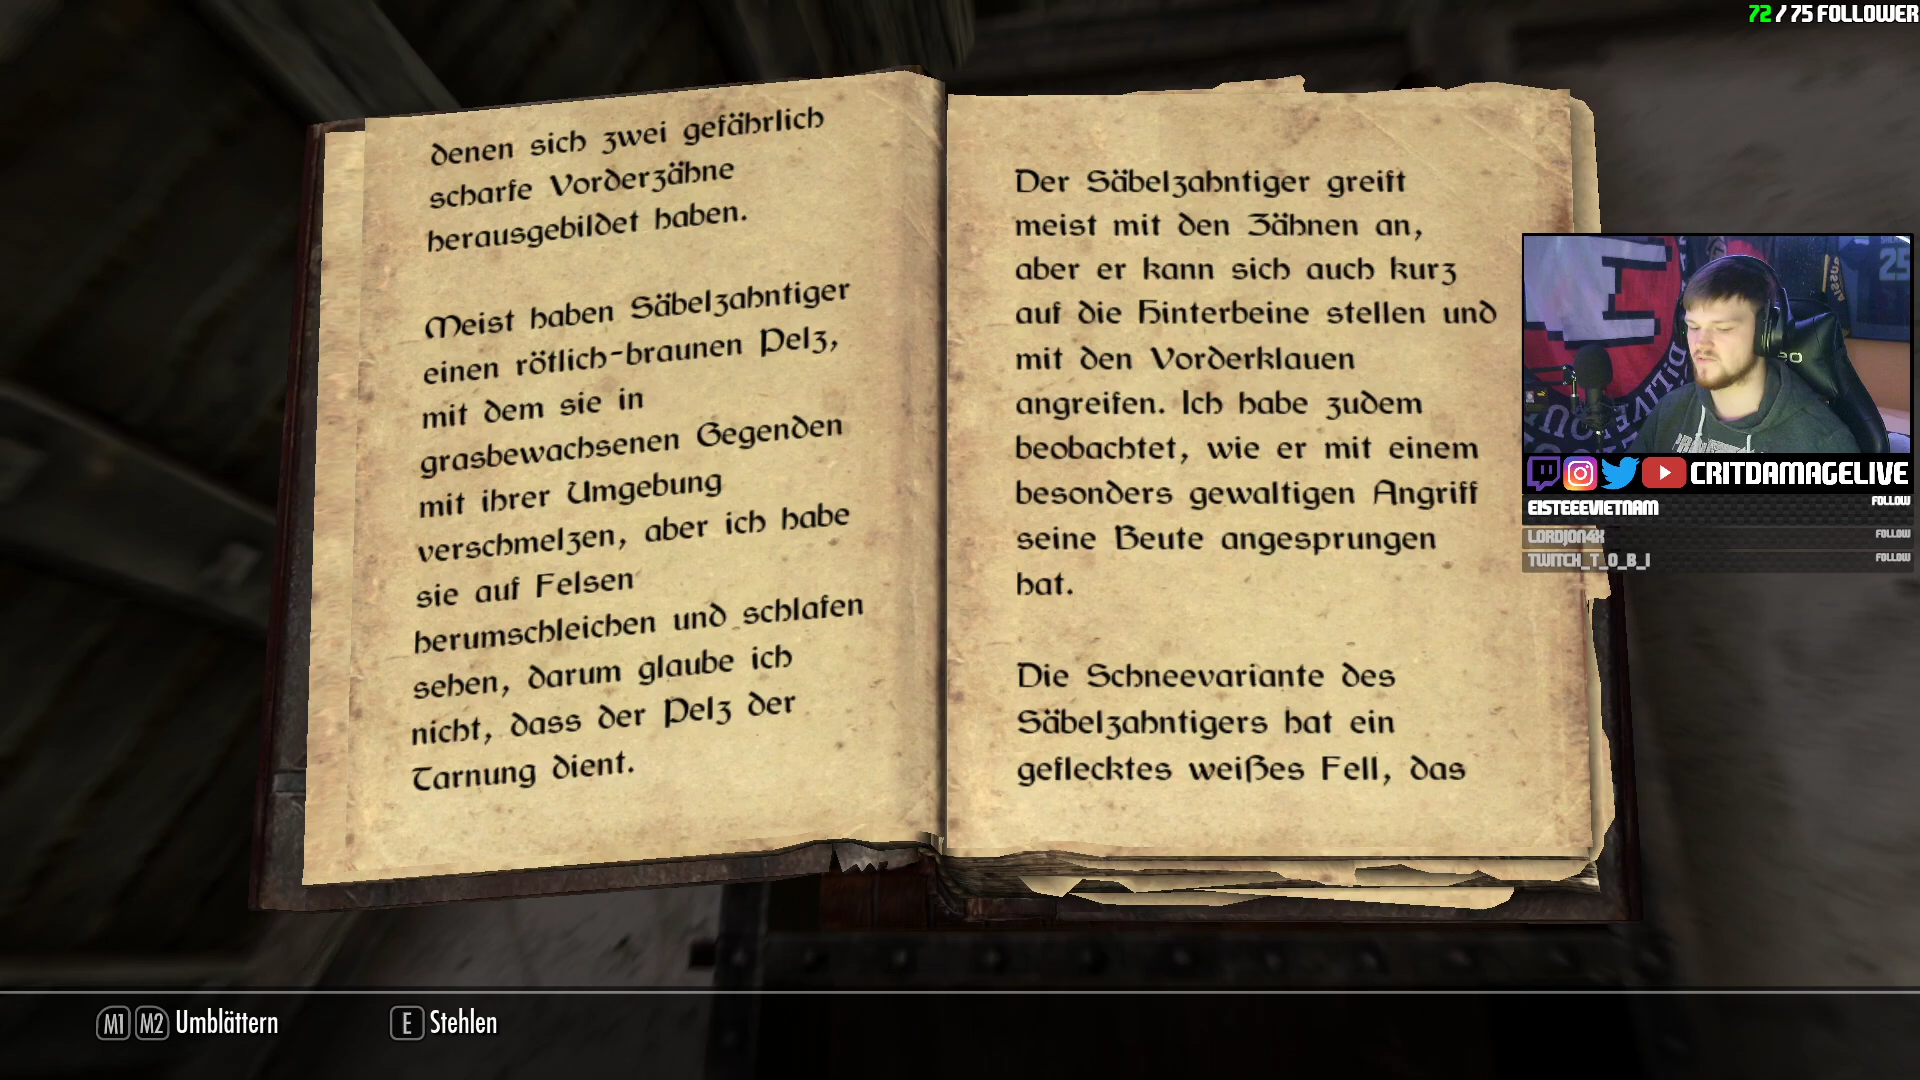 72 / 75 FOLLOWER
denen sich zwei gefährlich
scharfe Vorderzähne
herausgebildet haben.
Meist haben Säbelzahntiger
einen rötlich-braunen Pelz,
mit dem sie in
grasbewachsenen Gegenden
mit ihrer Umgebung
verschmelzen, aber ich habe
sie auf Felsen
herumschleichen und schlafen
sehen, darum glaube ich
nicht, dass der Pelz der
Tarnung dient.
Der Säbelzahntiger greift
meist mit den Zähnen an,
aber er kann sich auch kurz
auf die Hinterbeine stellen und
mit den Vorderklauen
angreifen. Ich habe zudem
beobachtet, wie er mit einem
besonders gewaltigen Angriff
seine Beute angesprungen
hat.
Die Schneevariante des
Säbelzahntigers hat ein
geflecktes weißes Fell, das
25
CRITDAMAGELIVE
EISTEEEVIETNAM FOLLOW
LORDJON4X FOLLOW
TWITCH_T_O_B_I FOLLOW
M1 M2 Umblättern
E Stehlen